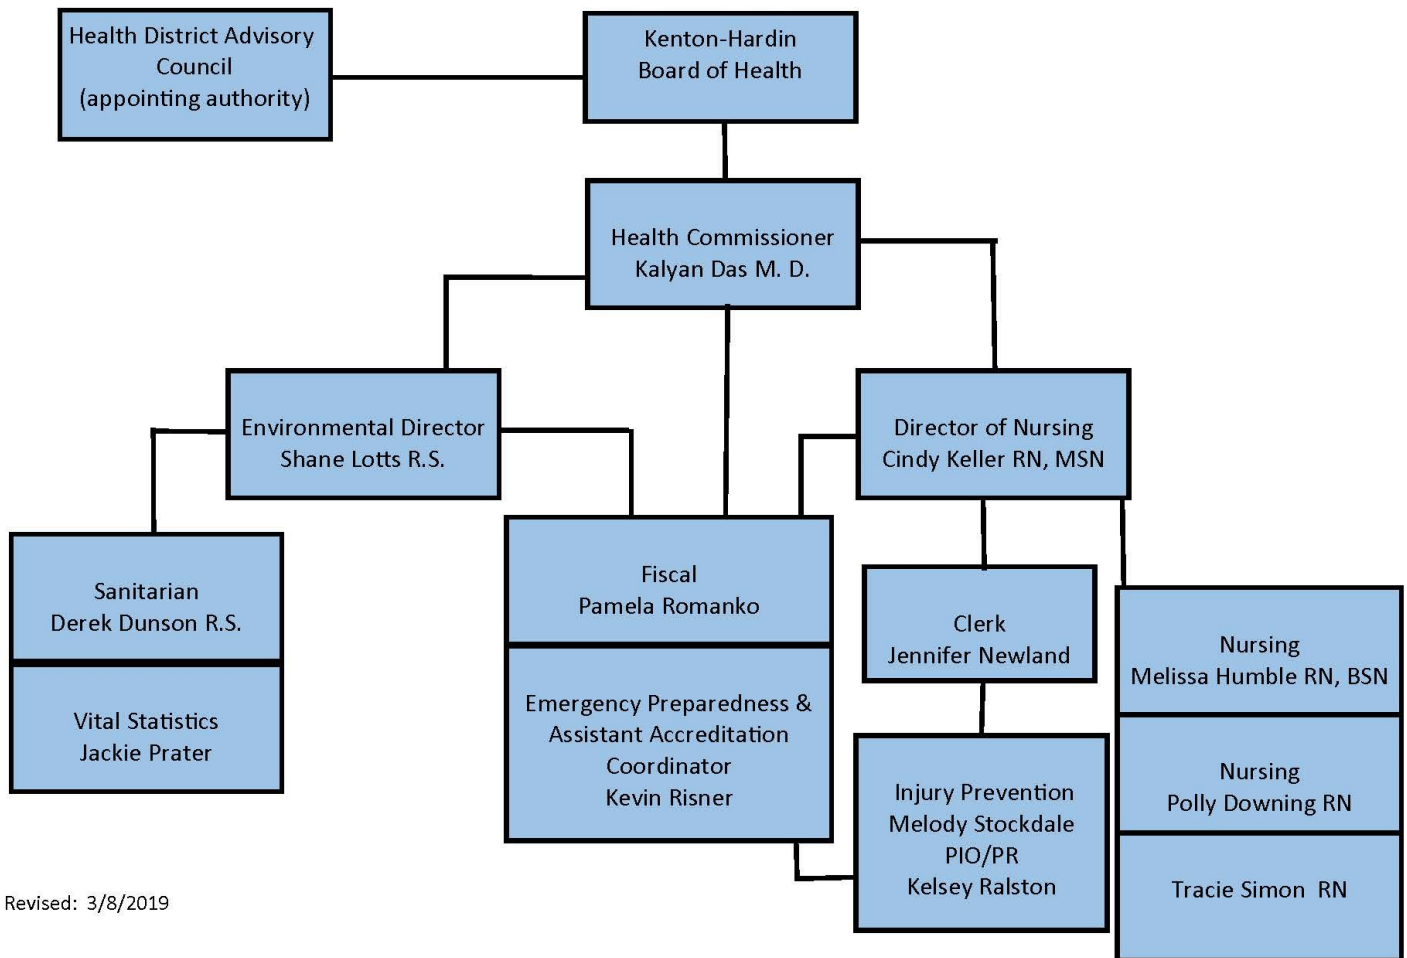 Health District Advisory
Council
(appointing authority)
Kenton-Hardin
Board of Health
Health Commissioner
Kalyan Das M. D.
Environmental Director
Shane Lotts R.S.
Director of Nursing
Cindy Keller RN, MSN
Sanitarian
Derek Dunson R.S.
Vital Statistics
Jackie Prater
Fiscal
Pamela Romanko
Emergency Preparedness &
Assistant Accreditation
Coordinator
Kevin Risner
Clerk
Jennifer Newland
Injury Prevention
Melody Stockdale
PIO/PR
Kelsey Ralston
Nursing
Melissa Humble RN, BSN
Nursing
Polly Downing RN
Tracie Simon  RN
Revised:  3/8/2019